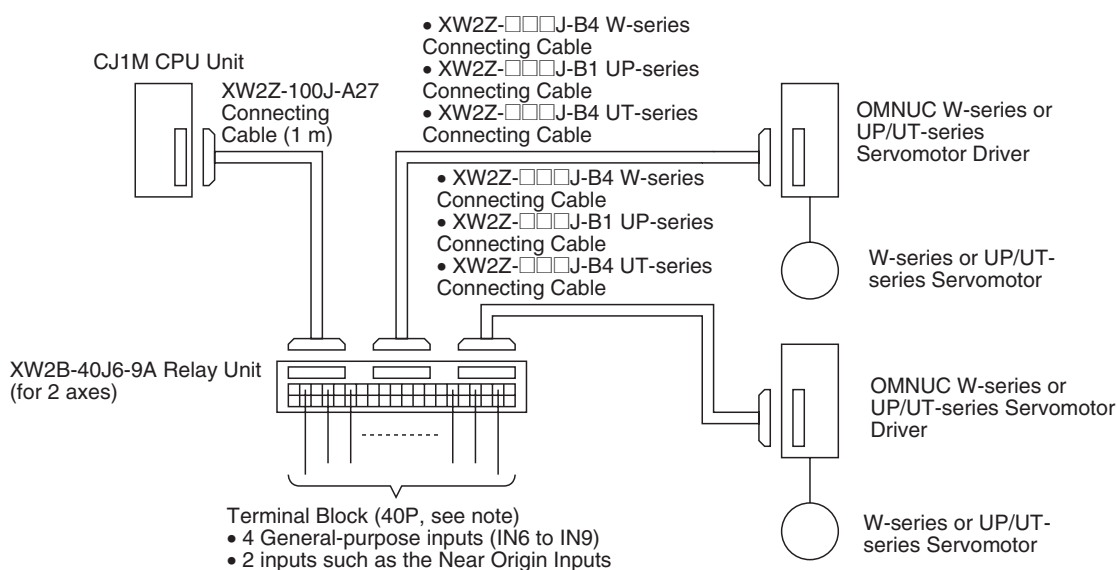 • XW2Z-□□□J-B4 W-series
Connecting Cable
• XW2Z-□□□J-B1 UP-series
Connecting Cable
• XW2Z-□□□J-B4 UT-series
Connecting Cable
CJ1M CPU Unit
XW2Z-100J-A27
Connecting
Cable (1 m)
OMNUC W-series or
UP/UT-series
Servomotor Driver
• XW2Z-□□□J-B4 W-series
Connecting Cable
• XW2Z-□□□J-B1 UP-series
Connecting Cable
• XW2Z-□□□J-B4 UT-series
Connecting Cable
W-series or UP/UT-
series Servomotor
XW2B-40J6-9A Relay Unit
(for 2 axes)
OMNUC W-series or
UP/UT-series Servomotor
Driver
Terminal Block (40P, see note)
• 4 General-purpose inputs (IN6 to IN9)
• 2 inputs such as the Near Origin Inputs
W-series or UP/UT-
series Servomotor